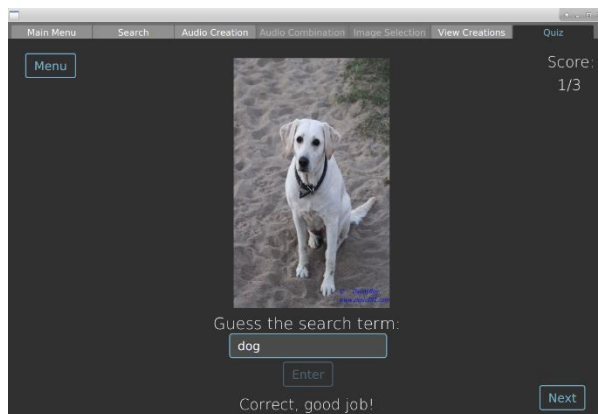 Main Menu Search Audio Creation Audio Combination Image Selection View Creations Quiz
Menu
Score:
1/3
Guess the search term:
dog
Enter
Correct, good job!
Next